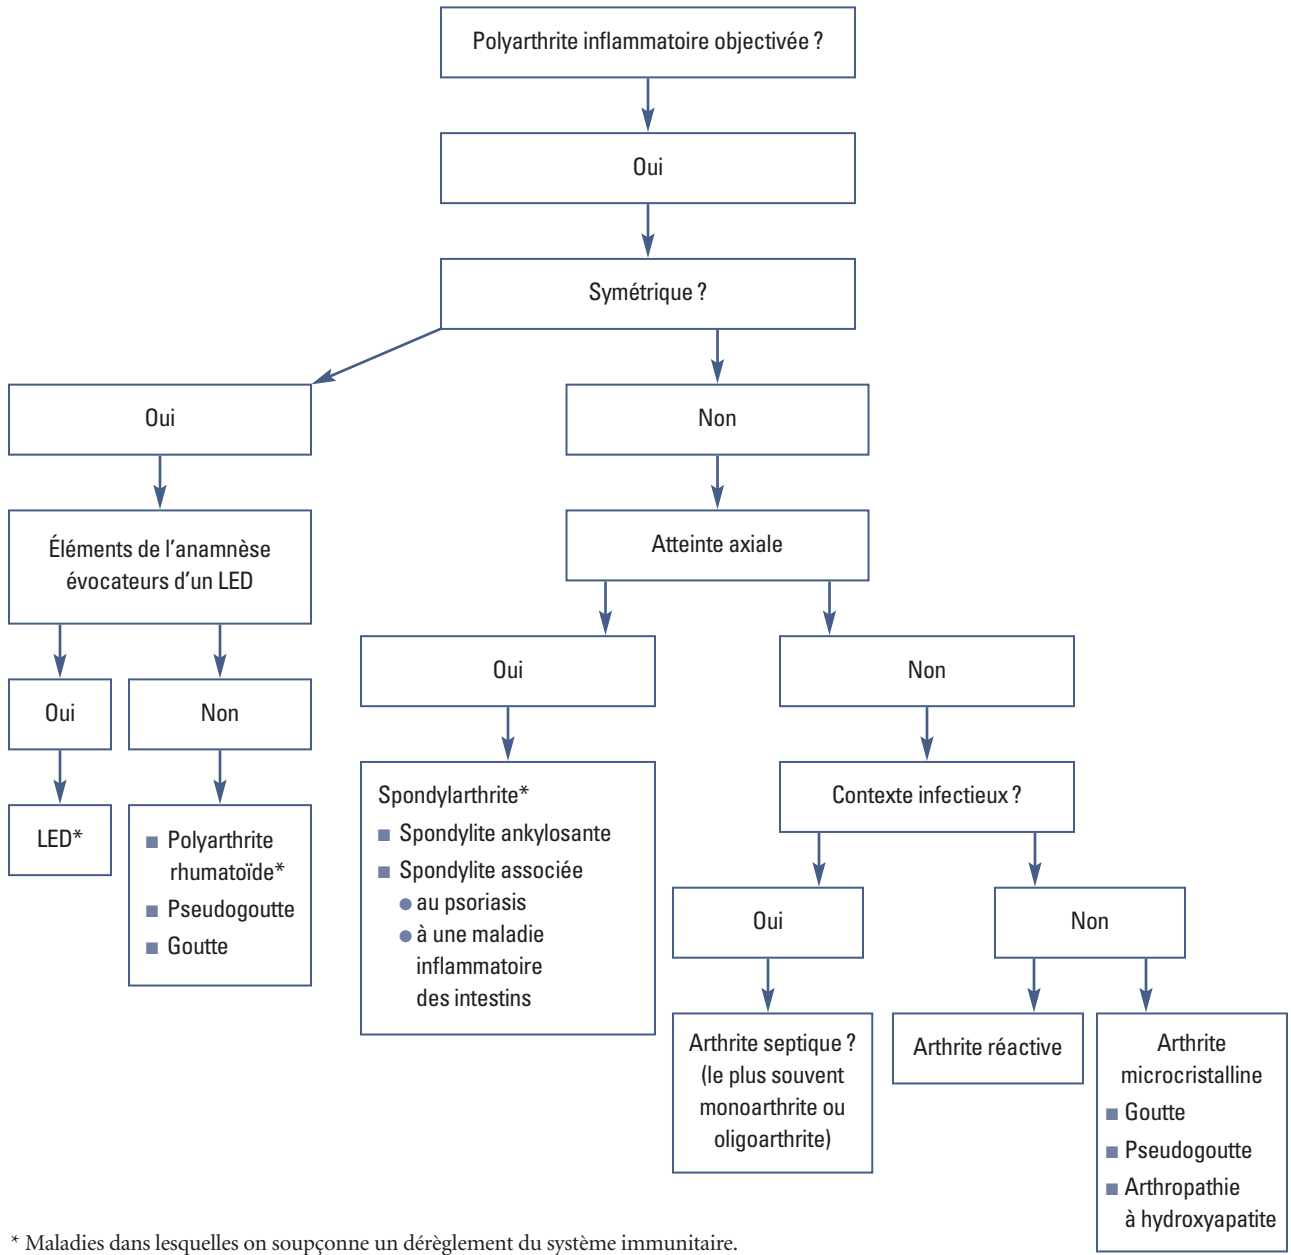 Polyarthrite inflammatoire objectivée ?
Oui
Symétrique ?
Oui
Non
Éléments de l’anamnèse
évocateurs d’un LED
Atteinte axiale
Oui
Non
Oui
Non
LED*
■ Polyarthrite
rhumatoïde*
■ Pseudogoutte
■ Goutte
Spondylarthrite*
■ Spondylite ankylosante
■ Spondylite associée
● au psoriasis
● à une maladie
inflammatoire
des intestins
Contexte infectieux ?
Oui
Non
Arthrite septique ?
(le plus souvent
monoarthrite ou
oligoarthrite)
Arthrite réactive
Arthrite
microcristalline
■ Goutte
■ Pseudogoutte
■ Arthropathie
à hydroxyapatite
* Maladies dans lesquelles on soupçonne un dérèglement du système immunitaire.